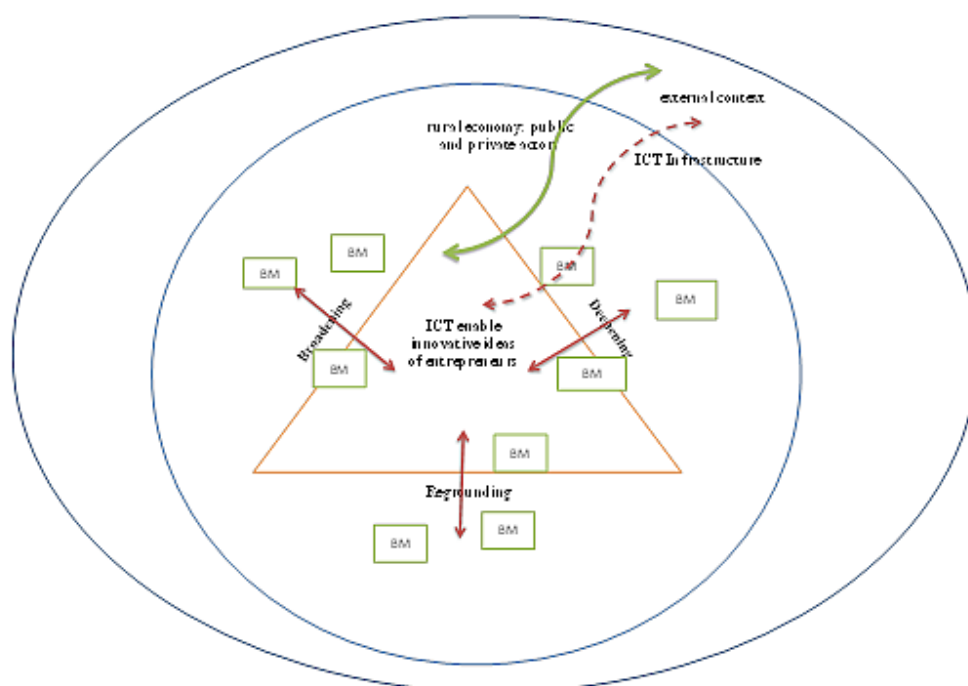 external context
rural economy: public
and private actors
ICT Infrastructure
BM
BM
BM
BM
Broadening
Deepening
ICT enable
innovative ideas
of entrepreneurs
BM
BM
BM
Regrounding
BM
BM